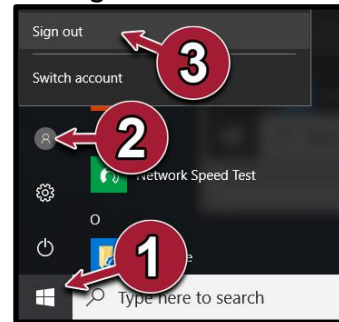 Sign out
3
Switch account
2
Network Speed Test
O
1
e
Type here to search